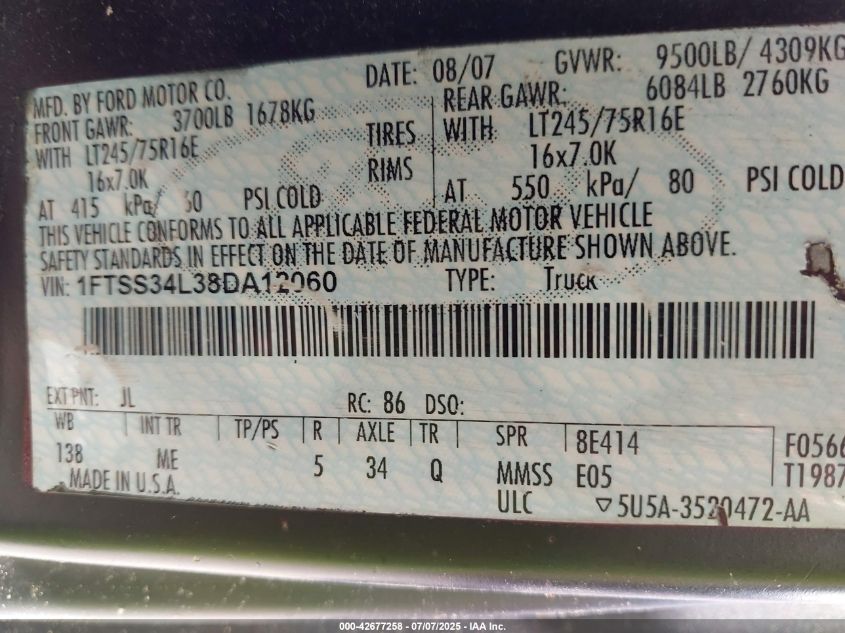 MFD. BY FORD MOTOR CO. DATE: 08/07 GVWR: 9500LB/ 4309KG
FRONT GAWR: 3700LB 1678KG REAR GAWR: 6084LB 2760KG
WITH LT245/75R16E TIRES WITH LT245/75R16E
16x7.0K RIMS 16x7.0K
AT 415 kPa/ 60 PSI COLD AT 550 kPa/ 80 PSI COLD
THIS VEHICLE CONFORMS TO ALL APPLICABLE FEDERAL MOTOR VEHICLE
SAFETY STANDARDS IN EFFECT ON THE DATE OF MANUFACTURE SHOWN ABOVE.
VIN: 1FTSS34L38DA12060 TYPE: Truck
EXT PNT: JL RC: 86 DSO:
WB INT TR TP/PS R AXLE TR SPR 8E414 F0566
138 ME 5 34 Q MMSS E05 T1987
MADE IN U.S.A. ULC ▽5U5A-3520472-AA
000-42677258 - 07/07/2025 - IAA Inc.